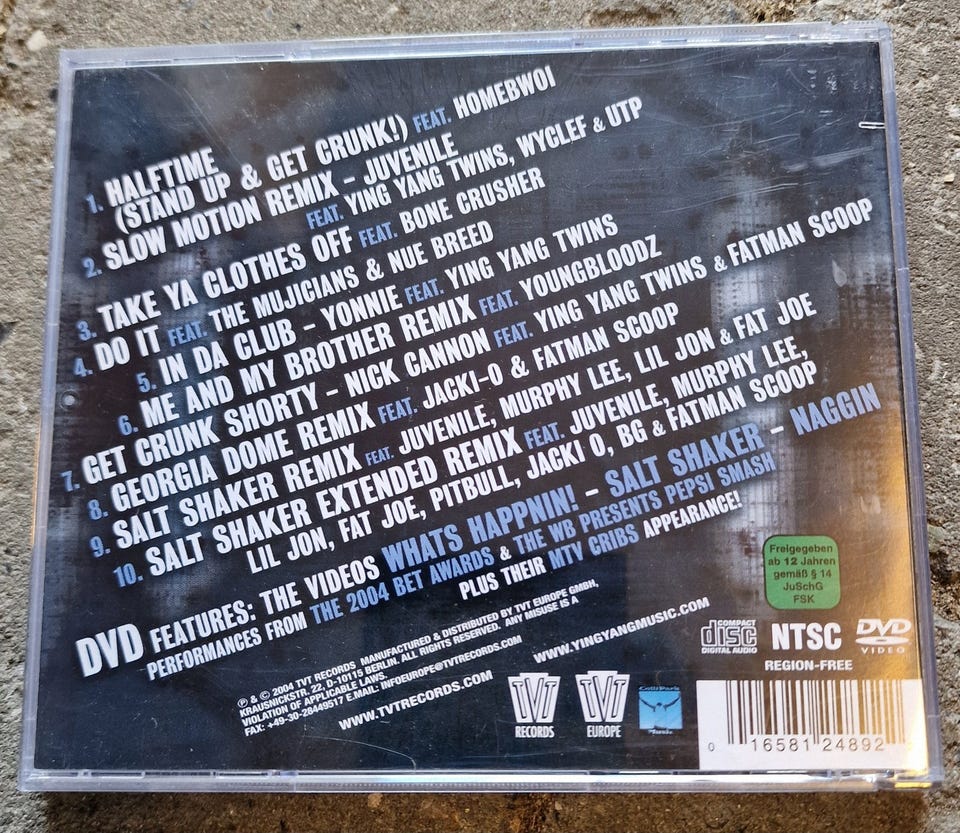 1. HALFTIME
(STAND UP & GET CRUNK!) FEAT. HOMEBWOI
2. SLOW MOTION REMIX - JUVENILE
FEAT. YING YANG TWINS, WYCLEF & UTP
3. TAKE YA CLOTHES OFF FEAT. BONE CRUSHER
4. DO IT FEAT. THE MUJICIANS & NUE BREED
5. IN DA CLUB - YONNIE FEAT. YING YANG TWINS
6. ME AND MY BROTHER REMIX FEAT. YOUNGBLOODZ
7. GET CRUNK SHORTY - NICK CANNON FEAT. YING YANG TWINS & FATMAN SCOOP
8. GEORGIA DOME REMIX FEAT. JACKI-O & FATMAN SCOOP
9. SALT SHAKER REMIX FEAT. JUVENILE, MURPHY LEE, LIL JON & FAT JOE
10. SALT SHAKER EXTENDED REMIX FEAT. JUVENILE, MURPHY LEE,
LIL JON, FAT JOE, PITBULL, JACKI O, BG & FATMAN SCOOP
DVD FEATURES: THE VIDEOS WHATS HAPPNIN! - SALT SHAKER - NAGGIN
PERFORMANCES FROM THE 2004 BET AWARDS & THE WB PRESENTS PEPSI SMASH
PLUS THEIR MTV CRIBS APPEARANCE!
Freigegeben
ab 12 Jahren
gemäß § 14
JuSchG
FSK
℗ & © 2004 TVT RECORDS MANUFACTURED & DISTRIBUTED BY TVT EUROPE GMBH,
KRAUSNICKSTR, 22, D-10115 BERLIN. ALL RIGHTS RESERVED. ANY MISUSE IS A
VIOLATION OF APPLICABLE LAWS.
FAX: +49-30-28449517 E.MAIL: INFOEUROPE@TVTRECORDS.COM
WWW.TVTRECORDS.COM
WWW.YINGYANGMUSIC.COM
TVT
RECORDS
TVT
EUROPE
ColliPark
Music
COMPACT
disc
DIGITAL AUDIO
NTSC
DVD
VIDEO
REGION-FREE
0 16581 24892